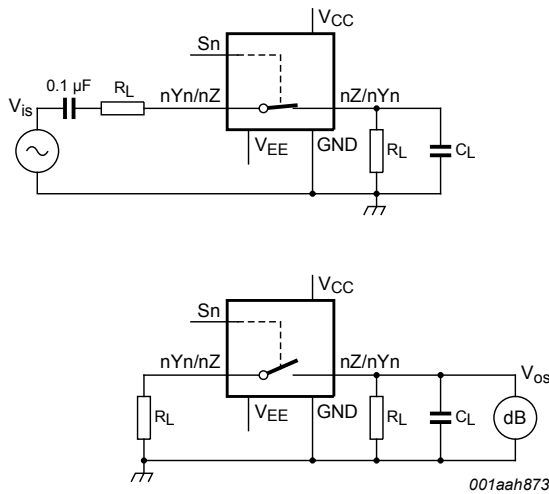 VCC
Sn
0.1 µF
RL
nYn/nZ
nZ/nYn
Vis
RL
CL
VEE
GND
VCC
Sn
nYn/nZ
nZ/nYn
Vos
RL
VEE
GND
RL
CL
dB
001aah873